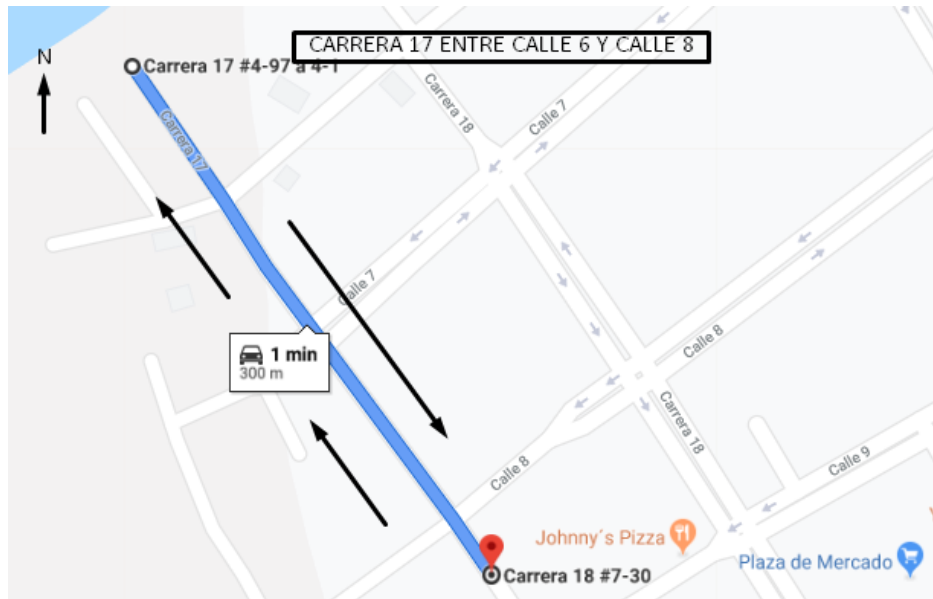 CARRERA 17 ENTRE CALLE 6 Y CALLE 8
N
Carrera 17 #4-97 a 4-1
Carrera 18
Calle 7
Carrera 17
Calle 7
1 min
300 m
Calle 8
Carrera 18
Calle 8
Calle 9
Johnny´s Pizza
Plaza de Mercado
Carrera 18 #7-30